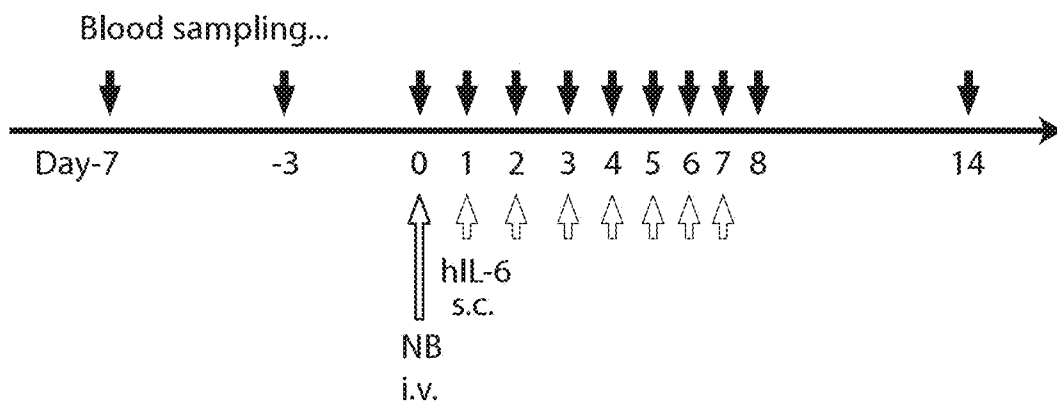 Blood sampling...
Day-7 -3 0 1 2 3 4 5 6 7 8 14
hIL-6
s.c.
NB
i.v.